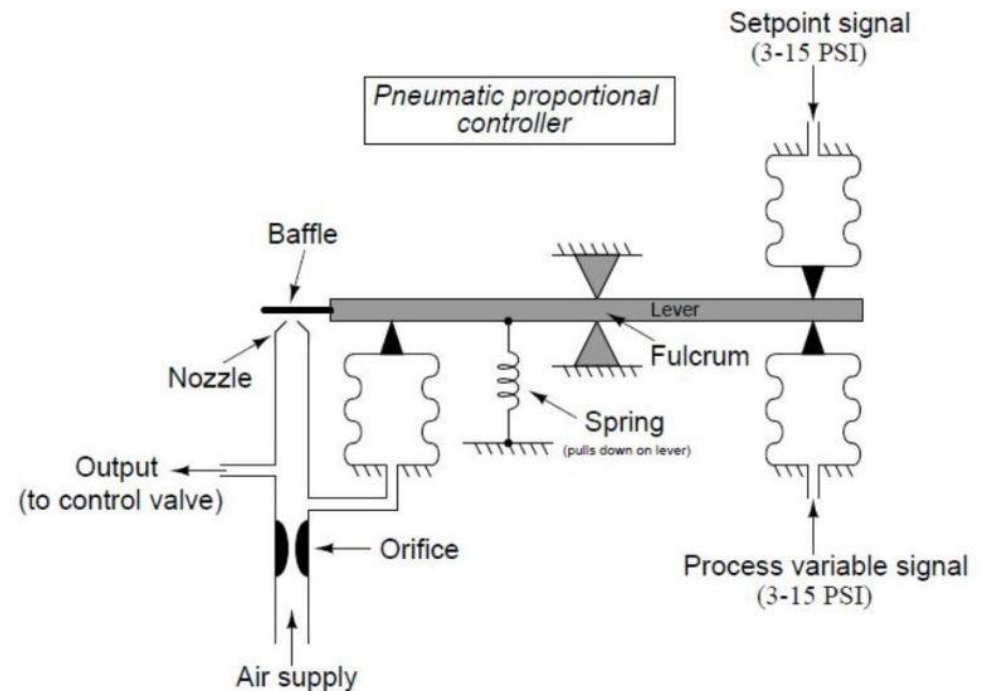 Setpoint signal
(3-15 PSI)
Pneumatic proportional
controller
Baffle
Lever
Fulcrum
Nozzle
Spring
(pulls down on lever)
Output
(to control valve)
Orifice
Process variable signal
(3-15 PSI)
Air supply